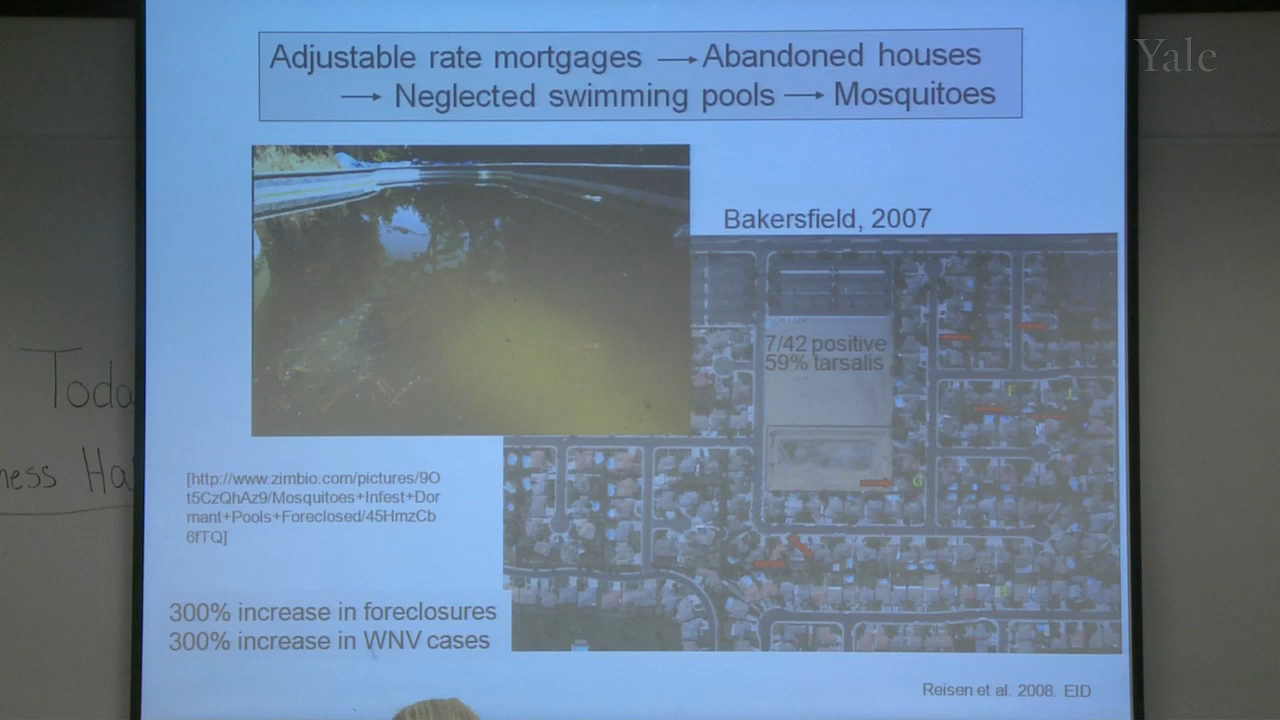 Adjustable rate mortgages → Abandoned houses
→ Neglected swimming pools → Mosquitoes
Yale
Bakersfield, 2007
7/42 positive
59% tarsalis
F
J
G
Toda
ness Ha
[http://www.zimbio.com/pictures/9O
t5CzQhAz9/Mosquitoes+Infest+Dor
mant+Pools+Foreclosed/45HmzCb
6fTQ]
300% increase in foreclosures
300% increase in WNV cases
Reisen et al. 2008. EID